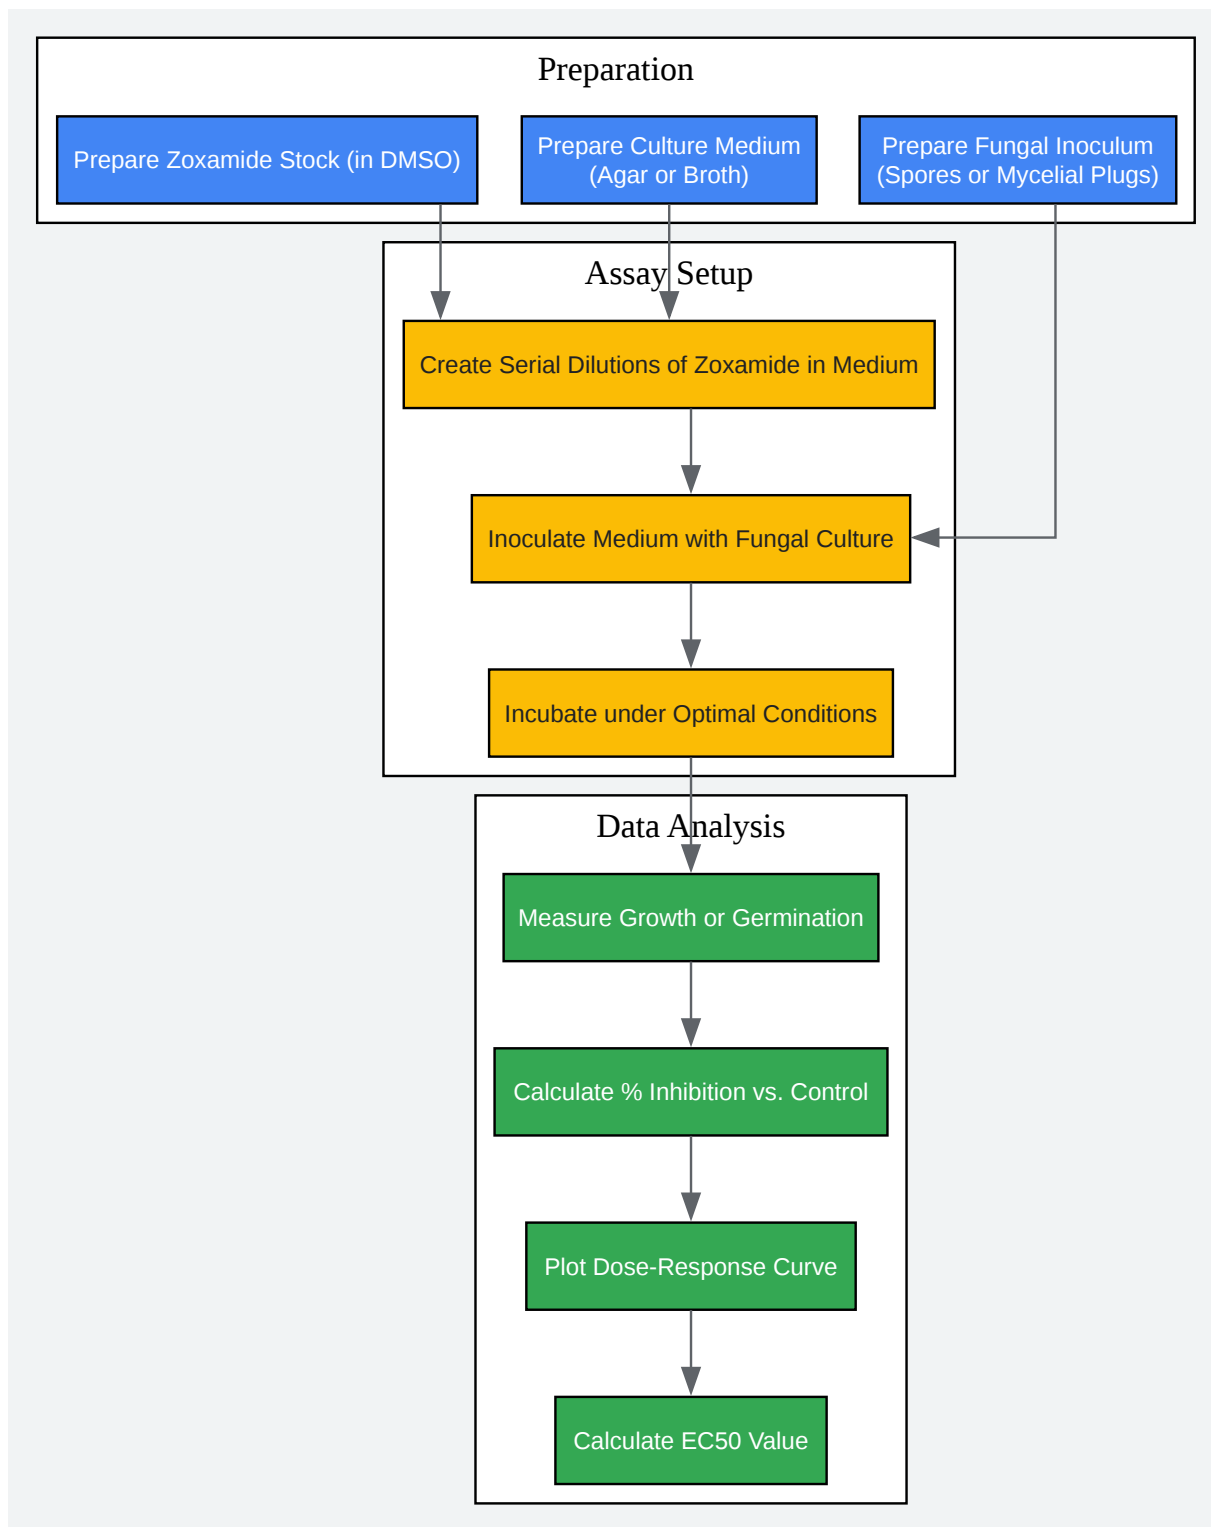 Preparation
Prepare Zoxamide Stock (in DMSO)
Prepare Culture Medium
(Agar or Broth)
Prepare Fungal Inoculum
(Spores or Mycelial Plugs)
Assay Setup
Create Serial Dilutions of Zoxamide in Medium
Inoculate Medium with Fungal Culture
Incubate under Optimal Conditions
Data Analysis
Measure Growth or Germination
Calculate % Inhibition vs. Control
Plot Dose-Response Curve
Calculate EC50 Value